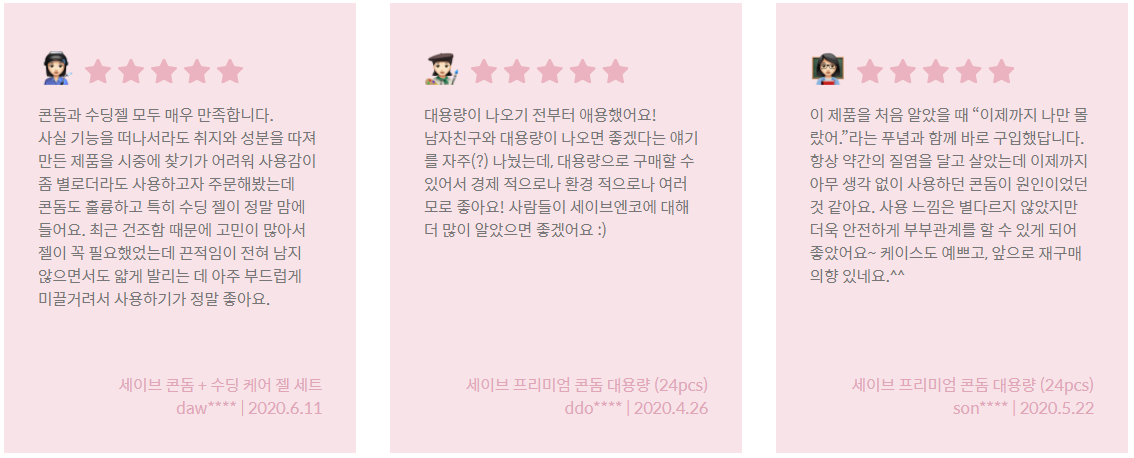 콘돔과 수딩젤 모두 매우 만족합니다.
사실 기능을 떠나서라도 취지와 성분을 따져
만든 제품을 시중에 찾기가 어려워 사용감이
좀 별로더라도 사용하고자 주문해봤는데
콘돔도 훌륭하고 특히 수딩 젤이 정말 맘에
들어요. 최근 건조함 때문에 고민이 많아서
젤이 꼭 필요했었는데 끈적임이 전혀 남지
않으면서도 얇게 발리는 데 아주 부드럽게
미끌거려서 사용하기가 정말 좋아요.
세이브 콘돔 + 수딩 케어 젤 세트
daw**** | 2020.6.11
대용량이 나오기 전부터 애용했어요!
남자친구와 대용량이 나오면 좋겠다는 얘기
를 자주(?) 나눴는데, 대용량으로 구매할 수
있어서 경제 적으로나 환경 적으로나 여러
모로 좋아요! 사람들이 세이브앤코에 대해
더 많이 알았으면 좋겠어요 :)
세이브 프리미엄 콘돔 대용량 (24pcs)
ddo**** | 2020.4.26
이 제품을 처음 알았을 때 “이제까지 나만 몰
랐어.”라는 푸념과 함께 바로 구입했답니다.
항상 약간의 질염을 달고 살았는데 이제까지
아무 생각 없이 사용하던 콘돔이 원인이었던
것 같아요. 사용 느낌은 별다르지 않았지만
더욱 안전하게 부부관계를 할 수 있게 되어
좋았어요~ 케이스도 예쁘고, 앞으로 재구매
의향 있네요.^^
세이브 프리미엄 콘돔 대용량 (24pcs)
son**** | 2020.5.22